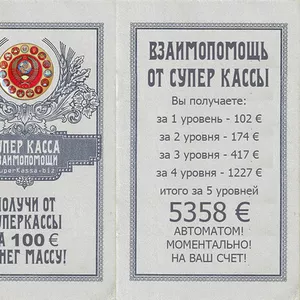 СУПЕР КАССА
ВЗАИМОПОМОЩИ
SuperKassa-biz
ПОЛУЧИ ОТ
СУПЕРКАССЫ
ЗА 100 €
ДЕНЕГ МАССУ!
ВЗАИМОПОМОЩЬ
ОТ СУПЕР КАССЫ
Вы получаете:
за 1 уровень - 102 €
за 2 уровня - 174 €
за 3 уровня - 417 €
за 4 уровня - 1227 €
итого за 5 уровней
5358 €
АВТОМАТОМ!
МОМЕНТАЛЬНО!
НА ВАШ СЧЕТ!